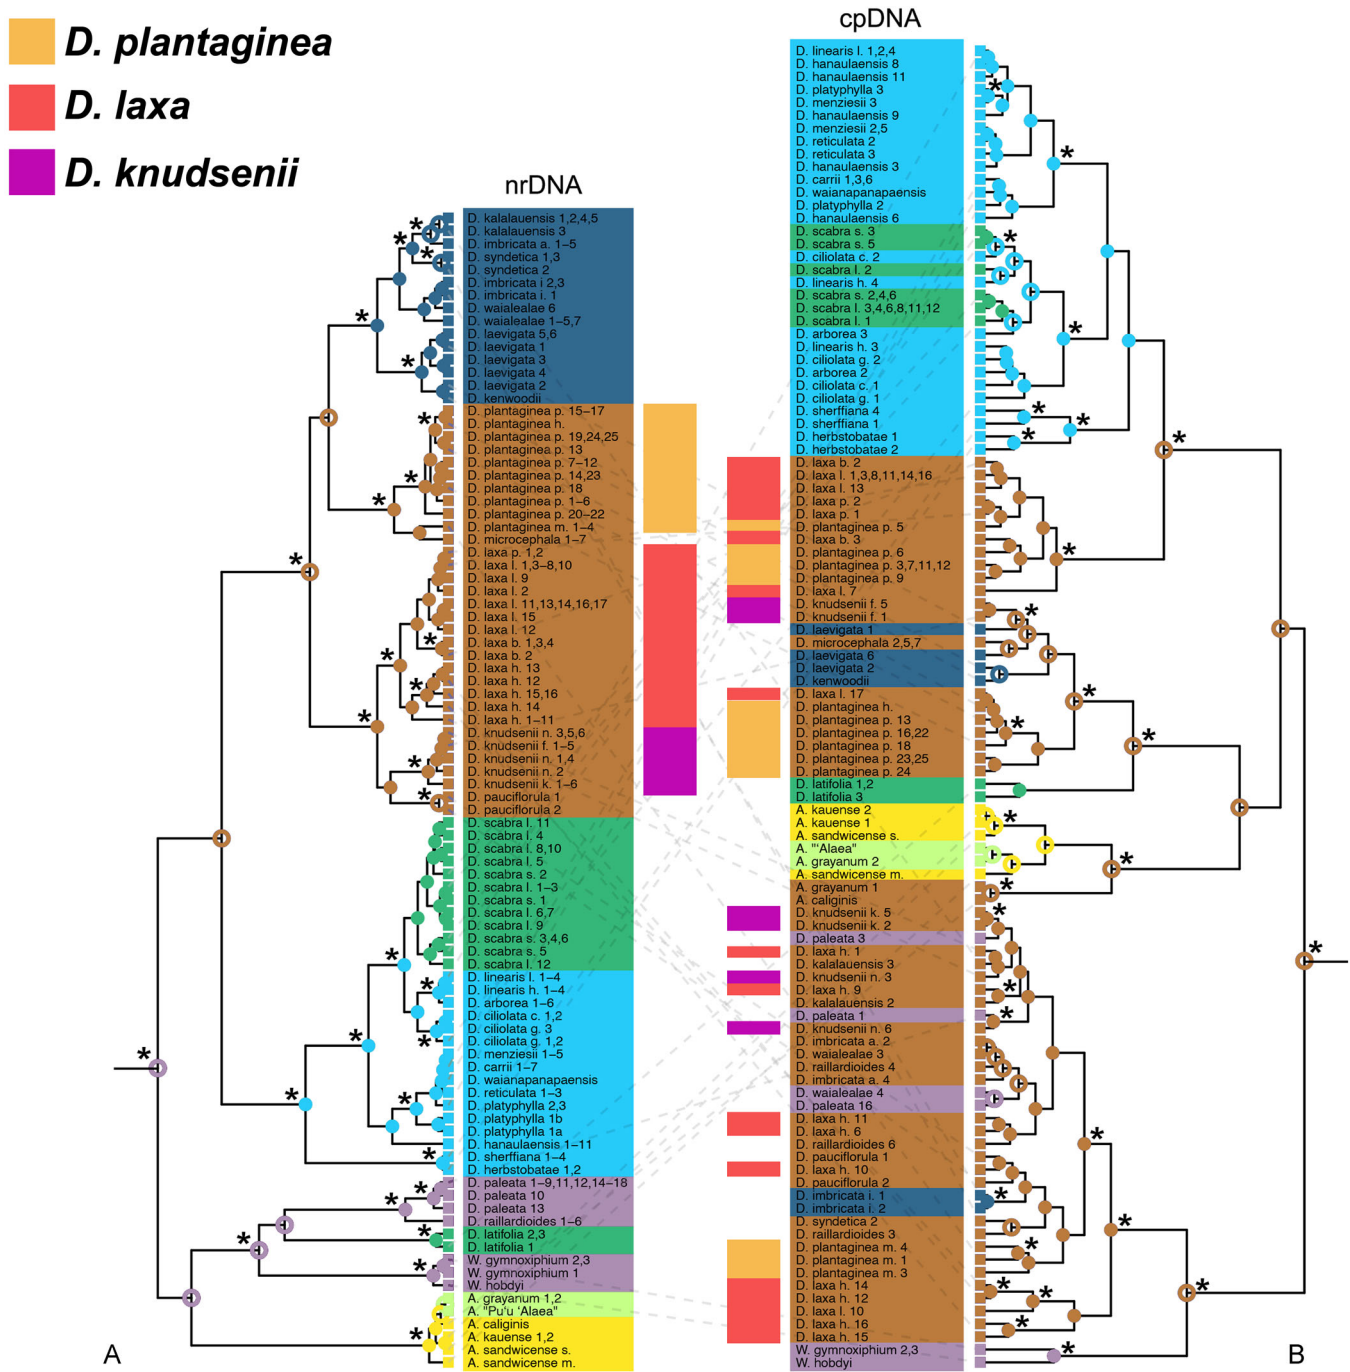 D. plantaginea
D. laxa
D. knudsenii
nrDNA
D. kalalauensis 1,2,4,5
D. kalalauensis 3
D. imbricata a. 1–5
D. syndetica 1,3
D. syndetica 2
D. imbricata i 2,3
D. imbricata i. 1
D. waialealae 6
D. waialealae 1–5,7
D. laevigata 5,6
D. laevigata 1
D. laevigata 3
D. laevigata 4
D. laevigata 2
D. kenwoodii
D. plantaginea p. 15–17
D. plantaginea h.
D. plantaginea p. 19,24,25
D. plantaginea p. 13
D. plantaginea p. 7–12
D. plantaginea p. 14,23
D. plantaginea p. 18
D. plantaginea p. 1–6
D. plantaginea p. 20–22
D. plantaginea m. 1–4
D. microcephala 1–7
D. laxa p. 1,2
D. laxa l. 1,3–8,10
D. laxa l. 9
D. laxa l. 2
D. laxa l. 11,13,14,16,17
D. laxa l. 15
D. laxa l. 12
D. laxa b. 1,3,4
D. laxa b. 2
D. laxa h. 13
D. laxa h. 12
D. laxa h. 15,16
D. laxa h. 14
D. laxa h. 1–11
D. knudsenii n. 3,5,6
D. knudsenii f. 1–5
D. knudsenii n. 1,4
D. knudsenii n. 2
D. knudsenii k. 1–6
D. pauciflorula 1
D. pauciflorula 2
D. scabra l. 11
D. scabra l. 4
D. scabra l. 8,10
D. scabra l. 5
D. scabra s. 2
D. scabra l. 1–3
D. scabra s. 1
D. scabra l. 6,7
D. scabra l. 9
D. scabra s. 3,4,6
D. scabra s. 5
D. scabra l. 12
D. linearis l. 1–4
D. linearis h. 1–4
D. arborea 1–6
D. ciliolata c. 1,2
D. ciliolata g. 3
D. ciliolata g. 1,2
D. menziesii 1–5
D. carrii 1–7
D. waianapanapaensis
D. reticulata 1–3
D. platyphylla 2,3
D. platyphylla 1b
D. platyphylla 1a
D. hanaulaensis 1–11
D. sherffiana 1–4
D. herbstobatae 1,2
D. paleata 1–9,11,12,14–18
D. paleata 10
D. paleata 13
D. raillardioides 1–6
D. latifolia 2,3
D. latifolia 1
W. gymnoxiphium 2,3
W. gymnoxiphium 1
W. hobdyi
A. grayanum 1,2
A. "Pu'u 'Alaea"
A. caliginis
A. kauense 1,2
A. sandwicense s.
A. sandwicense m.
A
cpDNA
D. linearis l. 1,2,4
D. hanaulaensis 8
D. hanaulaensis 11
D. platyphylla 3
D. menziesii 3
D. hanaulaensis 9
D. menziesii 2,5
D. reticulata 2
D. reticulata 3
D. hanaulaensis 3
D. carrii 1,3,6
D. waianapanapaensis
D. platyphylla 2
D. hanaulaensis 6
D. scabra s. 3
D. scabra s. 5
D. ciliolata c. 2
D. scabra l. 2
D. linearis h. 4
D. scabra s. 2,4,6
D. scabra l. 3,4,6,8,11,12
D. scabra l. 1
D. arborea 3
D. linearis h. 3
D. ciliolata g. 2
D. arborea 2
D. ciliolata c. 1
D. ciliolata g. 1
D. sherffiana 4
D. sherffiana 1
D. herbstobatae 1
D. herbstobatae 2
D. laxa b. 2
D. laxa l. 1,3,8,11,14,16
D. laxa l. 13
D. laxa p. 2
D. laxa p. 1
D. plantaginea p. 5
D. laxa b. 3
D. plantaginea p. 6
D. plantaginea p. 3,7,11,12
D. plantaginea p. 9
D. laxa l. 7
D. knudsenii f. 5
D. knudsenii f. 1
D. laevigata 1
D. microcephala 2,5,7
D. laevigata 6
D. laevigata 2
D. kenwoodii
D. laxa l. 17
D. plantaginea h.
D. plantaginea p. 13
D. plantaginea p. 16,22
D. plantaginea p. 18
D. plantaginea p. 23,25
D. plantaginea p. 24
D. latifolia 1,2
D. latifolia 3
A. kauense 2
A. kauense 1
A. sandwicense s.
A. "'Alaea"
A. grayanum 2
A. sandwicense m.
A. grayanum 1
A. caliginis
D. knudsenii k. 5
D. knudsenii k. 2
D. paleata 3
D. laxa h. 1
D. kalalauensis 3
D. knudsenii n. 3
D. laxa h. 9
D. kalalauensis 2
D. paleata 1
D. knudsenii n. 6
D. imbricata a. 2
D. waialealae 3
D. raillardioides 4
D. imbricata a. 4
D. waialealae 4
D. paleata 16
D. laxa h. 11
D. laxa h. 6
D. raillardioides 6
D. pauciflorula 1
D. laxa h. 10
D. pauciflorula 2
D. imbricata i. 1
D. imbricata i. 2
D. syndetica 2
D. raillardioides 3
D. plantaginea m. 4
D. plantaginea m. 1
D. plantaginea m. 3
D. laxa h. 14
D. laxa h. 12
D. laxa l. 10
D. laxa h. 16
D. laxa h. 15
W. gymnoxiphium 2,3
W. hobdyi
B